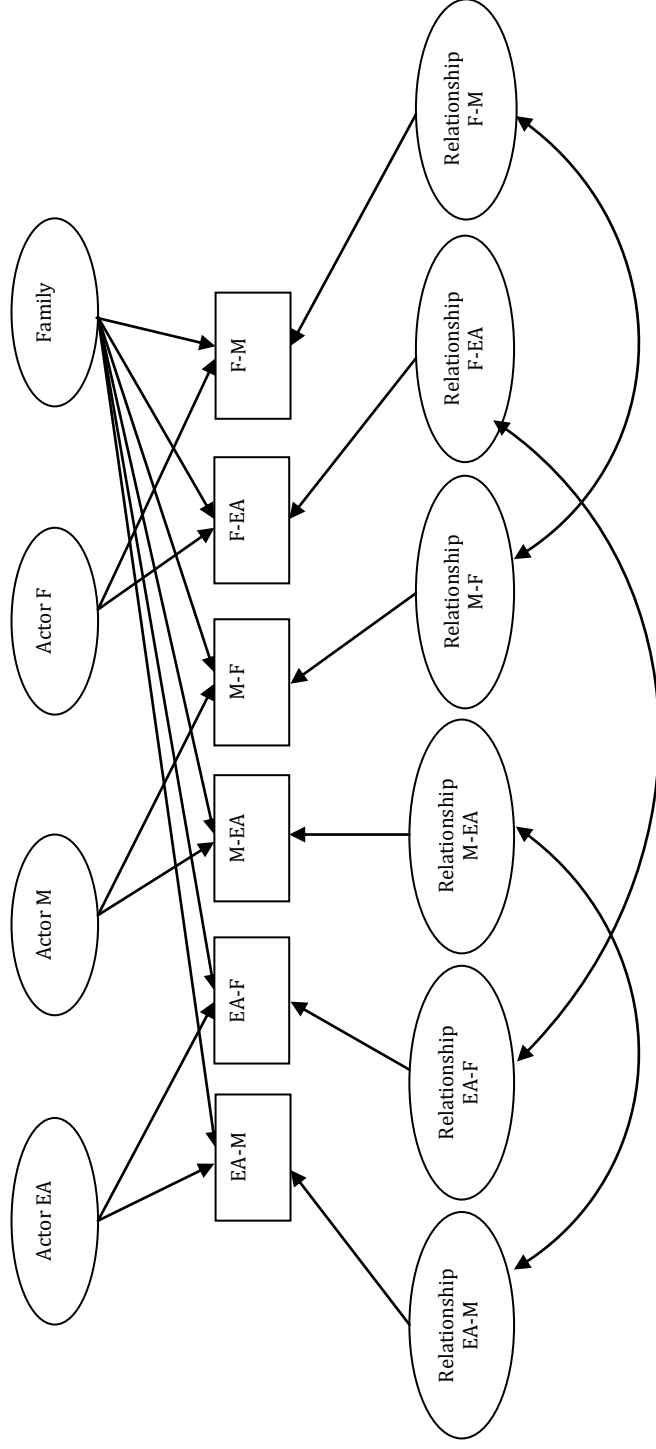 Actor EA
Actor M
Actor F
Family
EA-M
EA-F
M-EA
M-F
F-EA
F-M
Relationship
EA-M
Relationship
EA-F
Relationship
M-EA
Relationship
M-F
Relationship
F-EA
Relationship
F-M